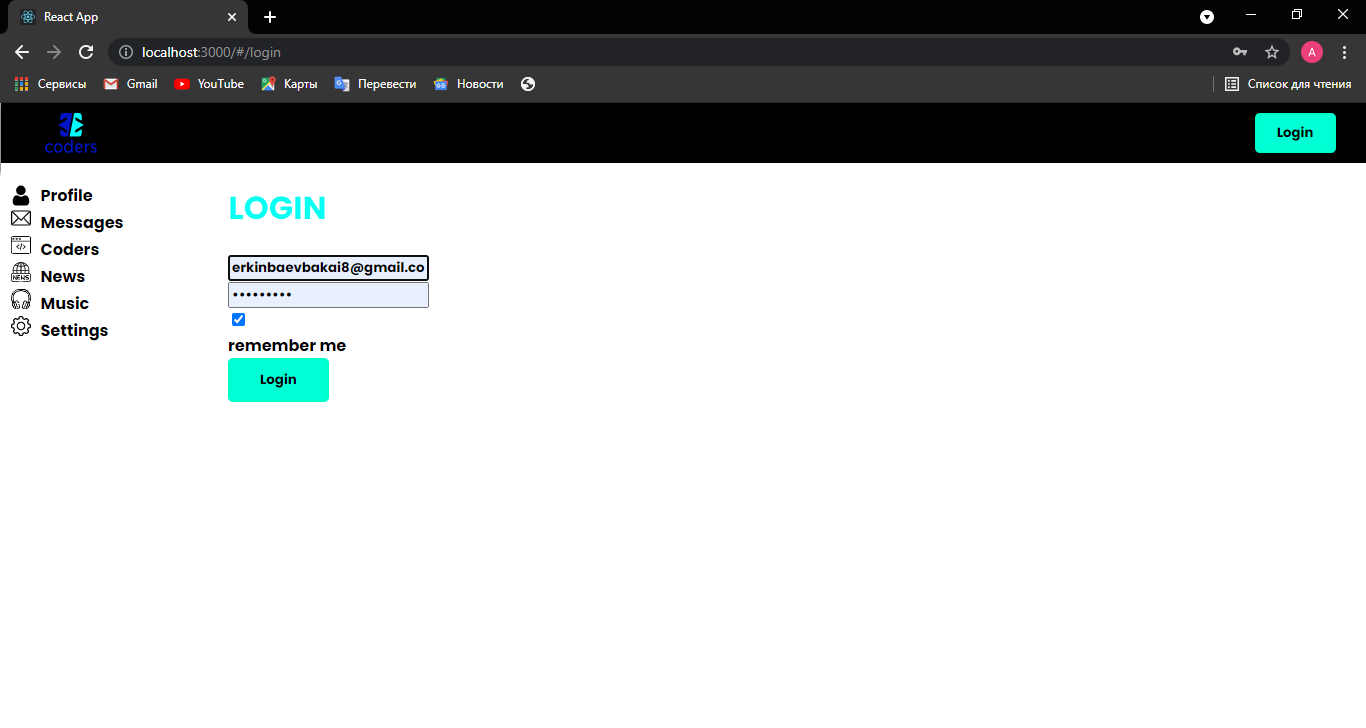 React App
localhost:3000/#/login
A
Сервисы Gmail YouTube Карты Перевести Новости Список для чтения
coders
Login
Profile
Messages
Coders
News
Music
Settings
LOGIN
erkinbaevbakai8@gmail.co
•••••••••
remember me
Login